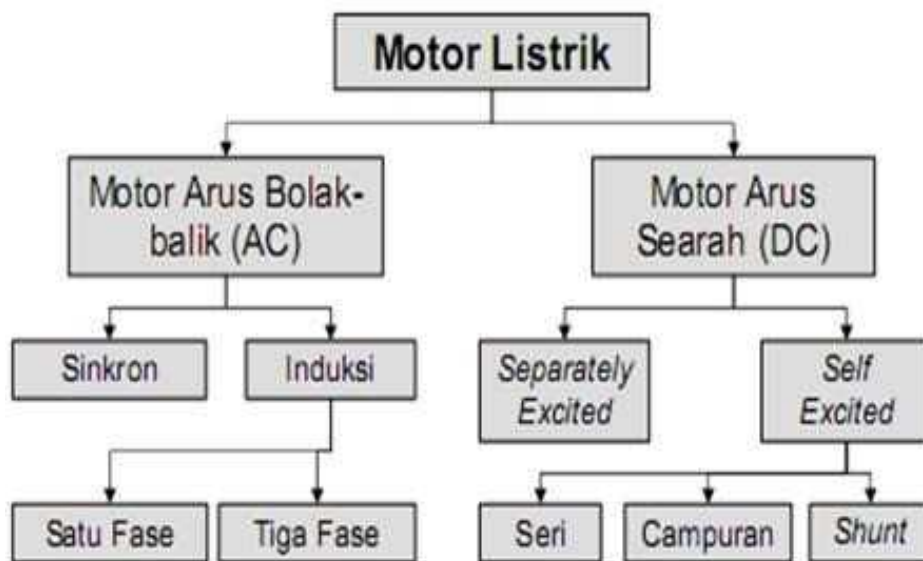 Motor Listrik
Motor Arus Bolak-
balik (AC)
Motor Arus
Searah (DC)
Sinkron
Induksi
Separately
Excited
Self
Excited
Satu Fase
Tiga Fase
Seri
Campuran
Shunt